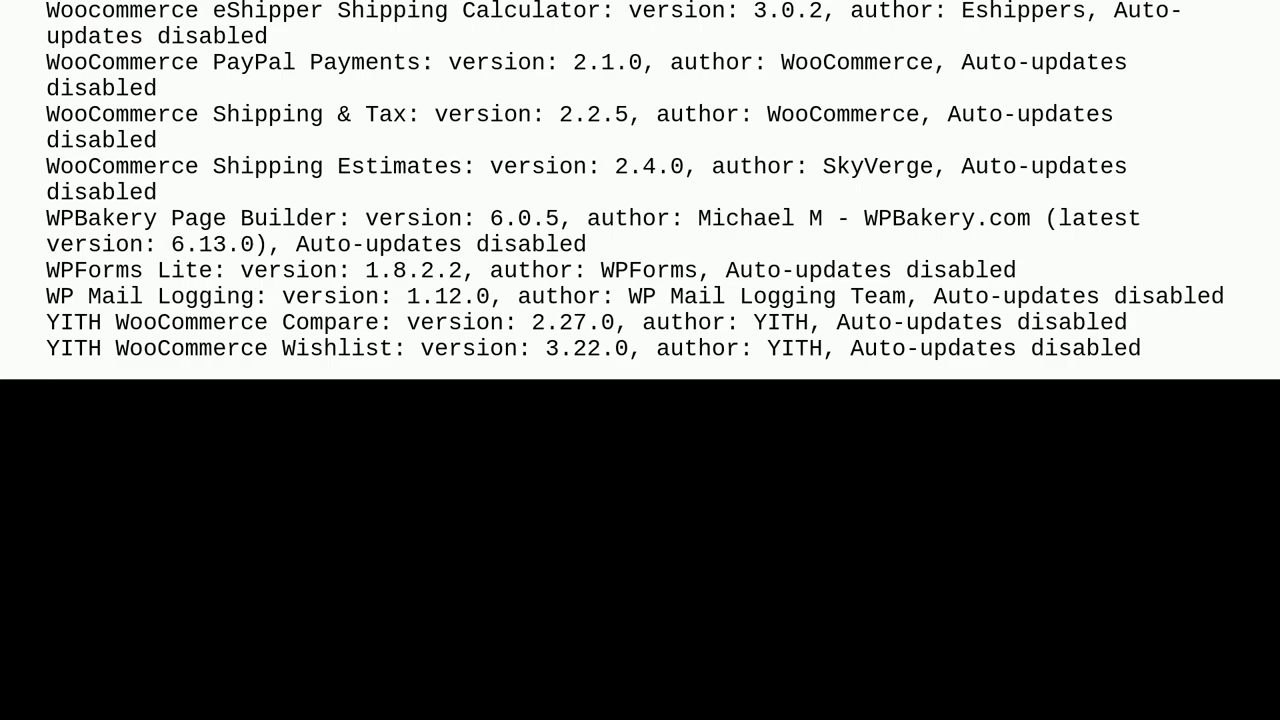 Woocommerce eShipper Shipping Calculator: version: 3.0.2, author: Eshippers, Auto-
updates disabled
WooCommerce PayPal Payments: version: 2.1.0, author: WooCommerce, Auto-updates
disabled
WooCommerce Shipping & Tax: version: 2.2.5, author: WooCommerce, Auto-updates
disabled
WooCommerce Shipping Estimates: version: 2.4.0, author: SkyVerge, Auto-updates
disabled
WPBakery Page Builder: version: 6.0.5, author: Michael M - WPBakery.com (latest
version: 6.13.0), Auto-updates disabled
WPForms Lite: version: 1.8.2.2, author: WPForms, Auto-updates disabled
WP Mail Logging: version: 1.12.0, author: WP Mail Logging Team, Auto-updates disabled
YITH WooCommerce Compare: version: 2.27.0, author: YITH, Auto-updates disabled
YITH WooCommerce Wishlist: version: 3.22.0, author: YITH, Auto-updates disabled